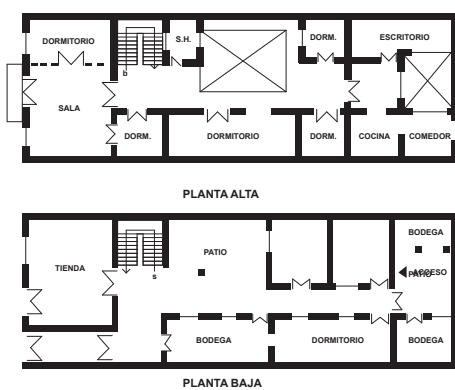 DORMITORIO
S.H.
DORM.
ESCRITORIO
b
SALA
DORM.
DORMITORIO
DORM.
COCINA
COMEDOR
PLANTA ALTA
BODEGA
PATIO
TIENDA
PATIO
ACCESO
s
BODEGA
DORMITORIO
BODEGA
PLANTA BAJA